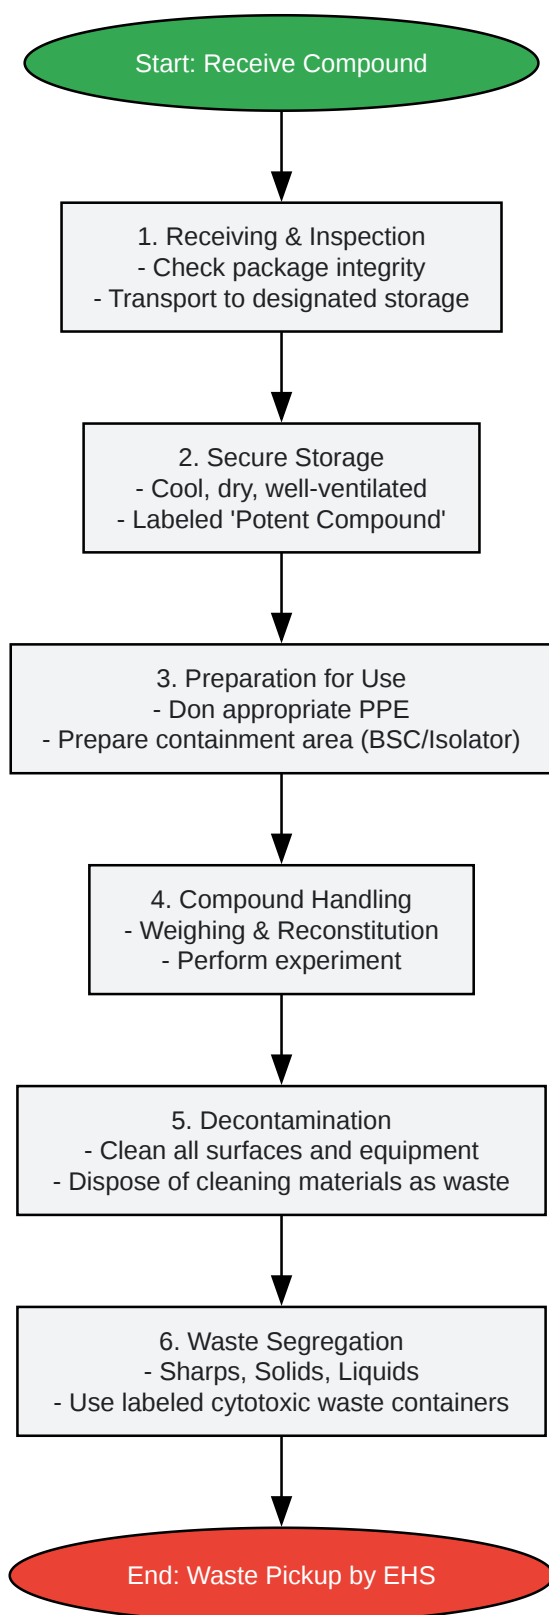 Start: Receive Compound
1. Receiving & Inspection
- Check package integrity
- Transport to designated storage
2. Secure Storage
- Cool, dry, well-ventilated
- Labeled 'Potent Compound'
3. Preparation for Use
- Don appropriate PPE
- Prepare containment area (BSC/Isolator)
4. Compound Handling
- Weighing & Reconstitution
- Perform experiment
5. Decontamination
- Clean all surfaces and equipment
- Dispose of cleaning materials as waste
6. Waste Segregation
- Sharps, Solids, Liquids
- Use labeled cytotoxic waste containers
End: Waste Pickup by EHS